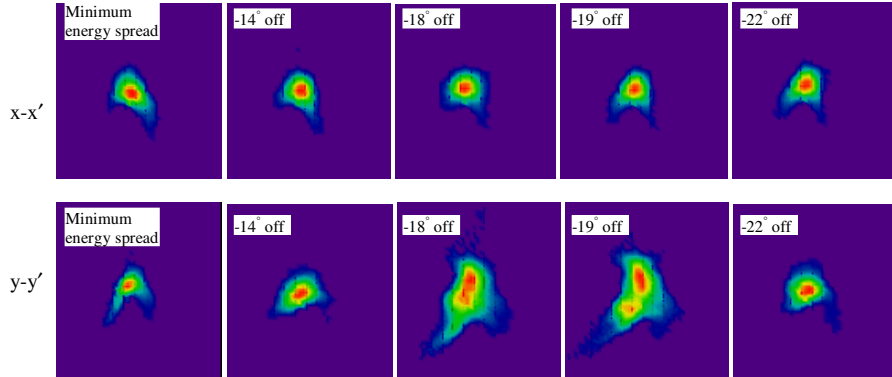 Minimum
energy spread
-14° off
-18° off
-19° off
-22° off
x-x′
Minimum
energy spread
-14° off
-18° off
-19° off
-22° off
y-y′